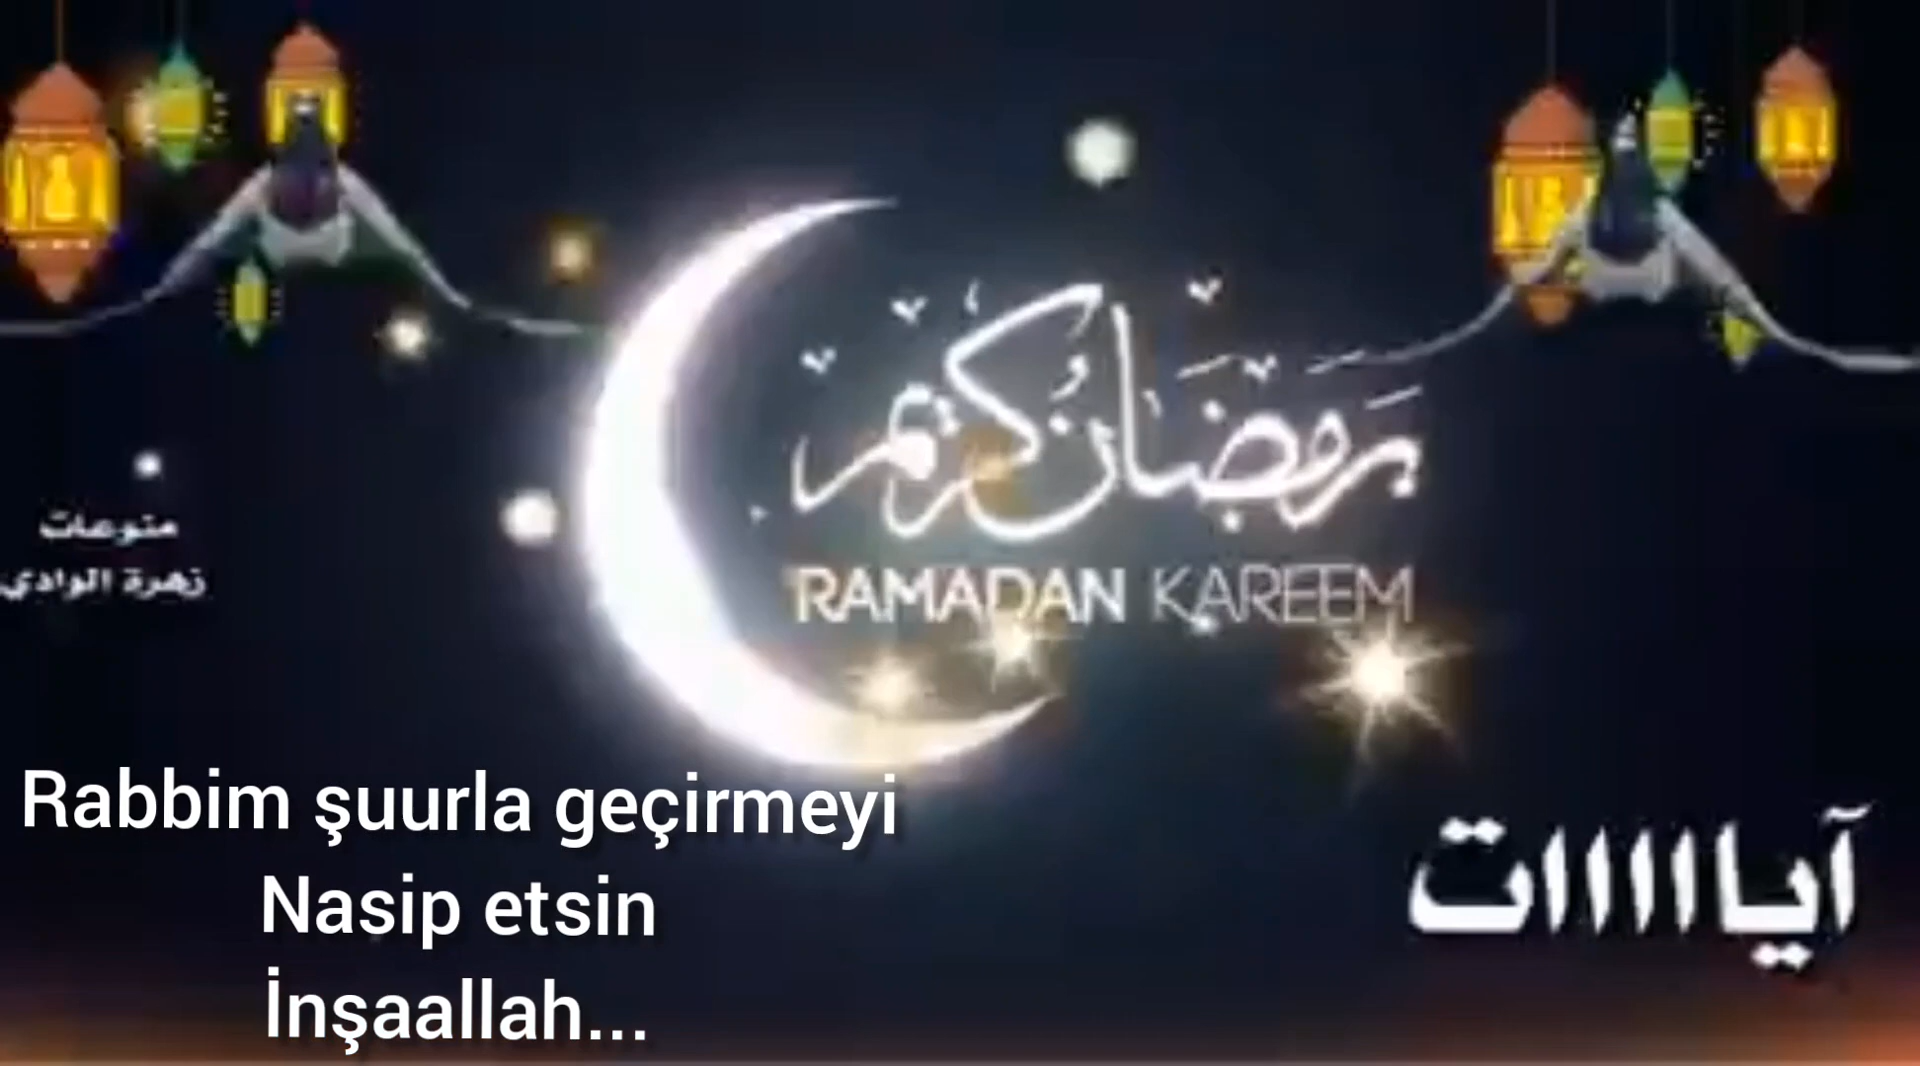 رمضان كريم
RAMADAN KAREEM
منوعات
زهرة الوادي
Rabbim şuurla geçirmeyi
Nasip etsin
İnşaallah...
آيااااات